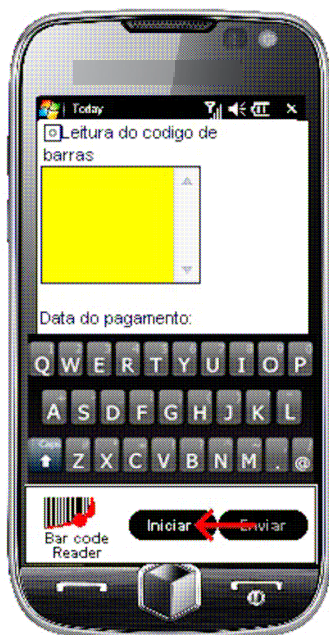 Today
Leitura do codigo de
barras
Data do pagamento:
Q W E R T Y U I O P
A S D F G H J K L
Z X C V B N M . @
Iniciar
Enviar
Bar code
Reader